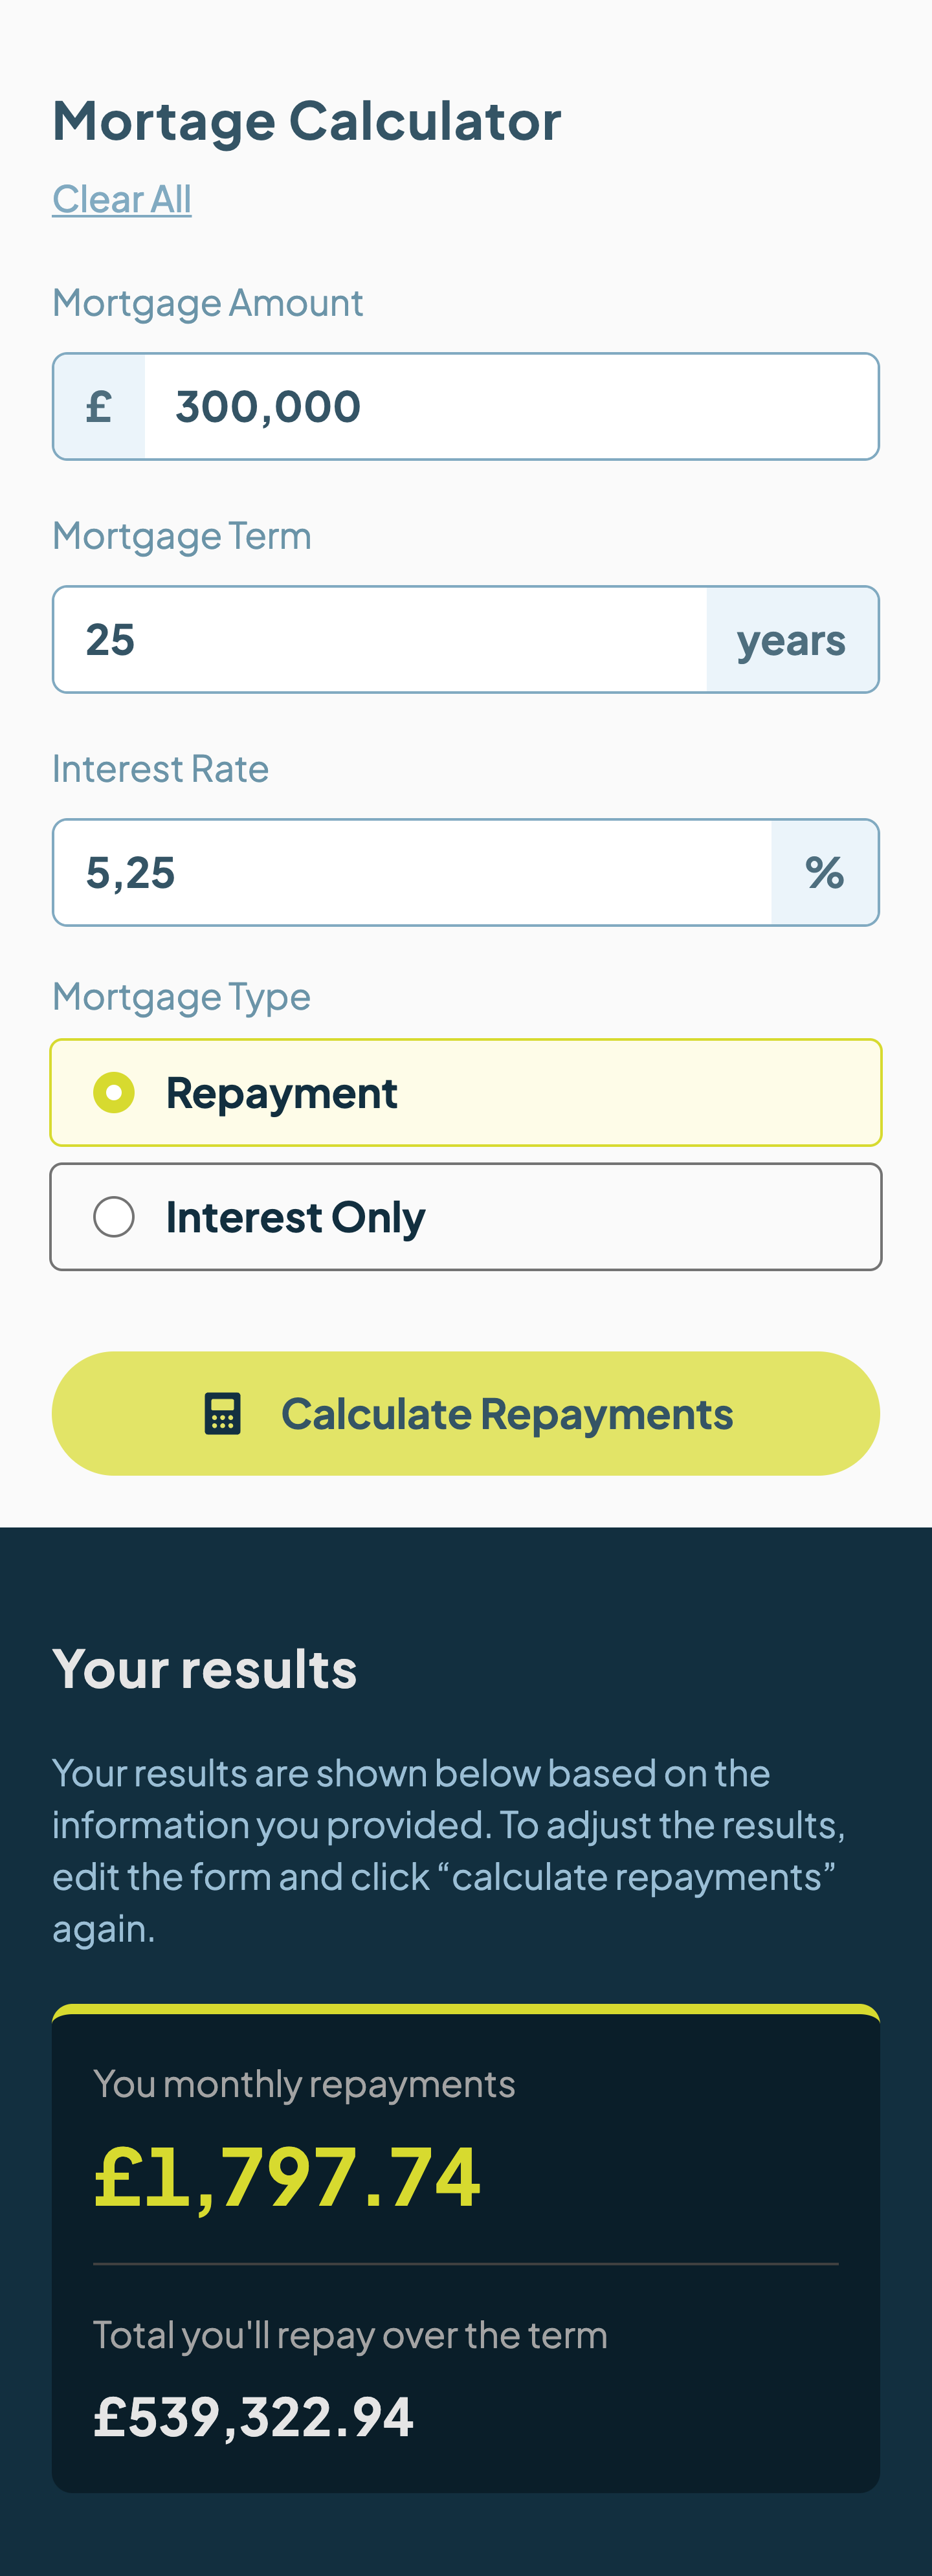 Mortage Calculator
Clear All
Mortgage Amount
£ 300,000
Mortgage Term
25 years
Interest Rate
5,25 %
Mortgage Type
Repayment
Interest Only
Calculate Repayments
Your results
Your results are shown below based on the
information you provided. To adjust the results,
edit the form and click “calculate repayments”
again.
You monthly repayments
£1,797.74
Total you'll repay over the term
£539,322.94